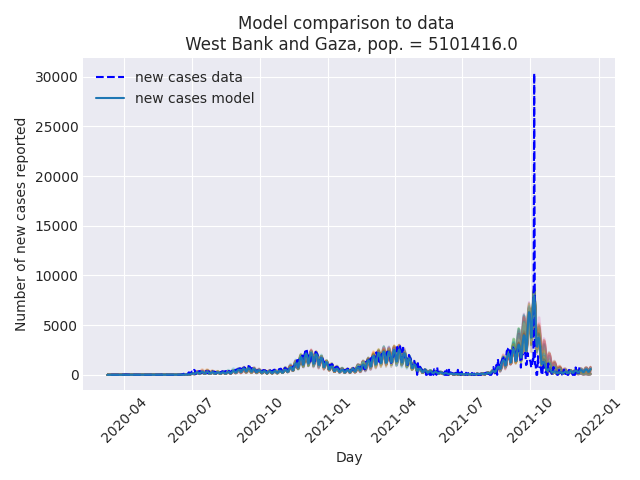 Model comparison to data
West Bank and Gaza, pop. = 5101416.0
new cases data
new cases model
Number of new cases reported
30000
25000
20000
15000
10000
5000
0
2020-04
2020-07
2020-10
2021-01
2021-04
2021-07
2021-10
2022-01
Day